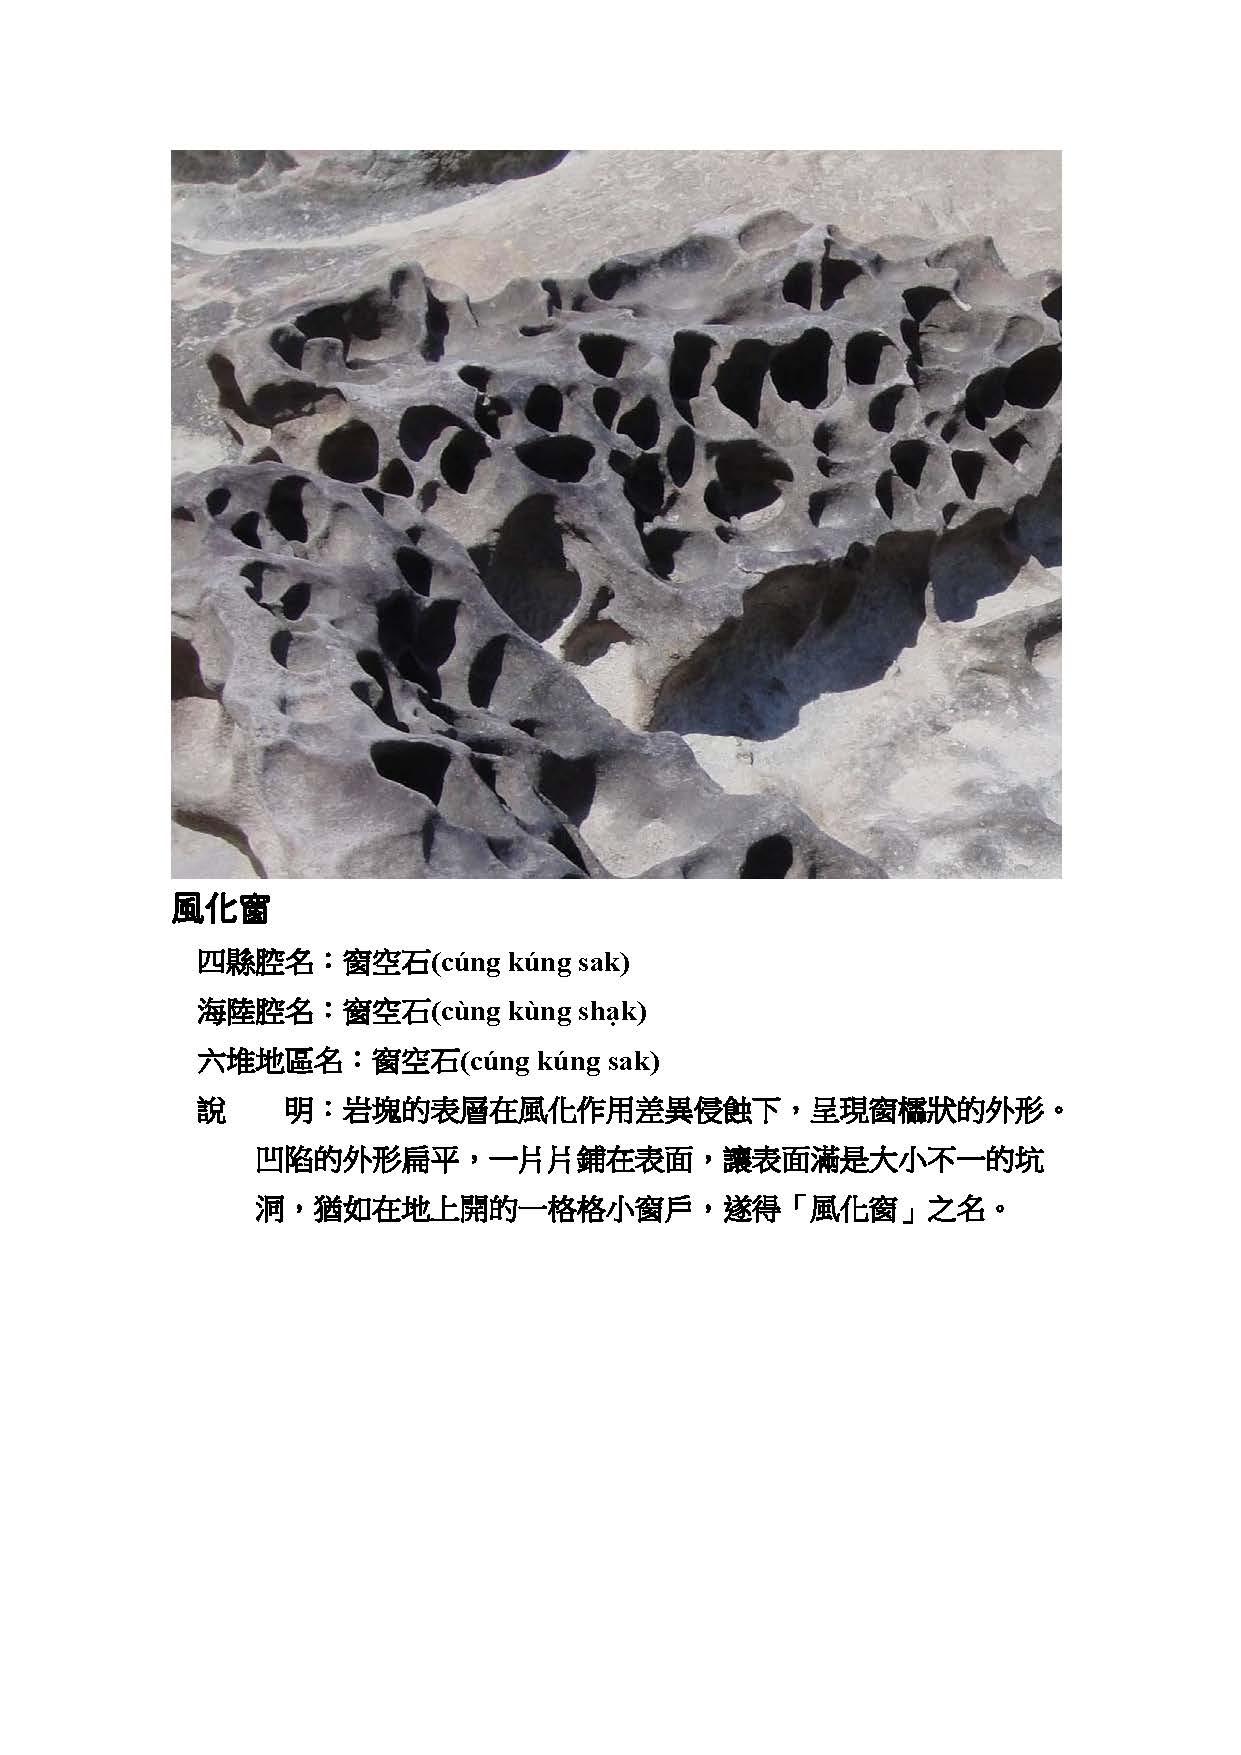 風化窗
四縣腔名：窗空石(cúng kúng sak)
海陸腔名：窗空石(cùng kùng shạk)
六堆地區名：窗空石(cúng kúng sak)
說　　明：岩塊的表層在風化作用差異侵蝕下，呈現窗櫺狀的外形。
凹陷的外形扁平，一片片鋪在表面，讓表面滿是大小不一的坑
洞，猶如在地上開的一格格小窗戶，遂得「風化窗」之名。